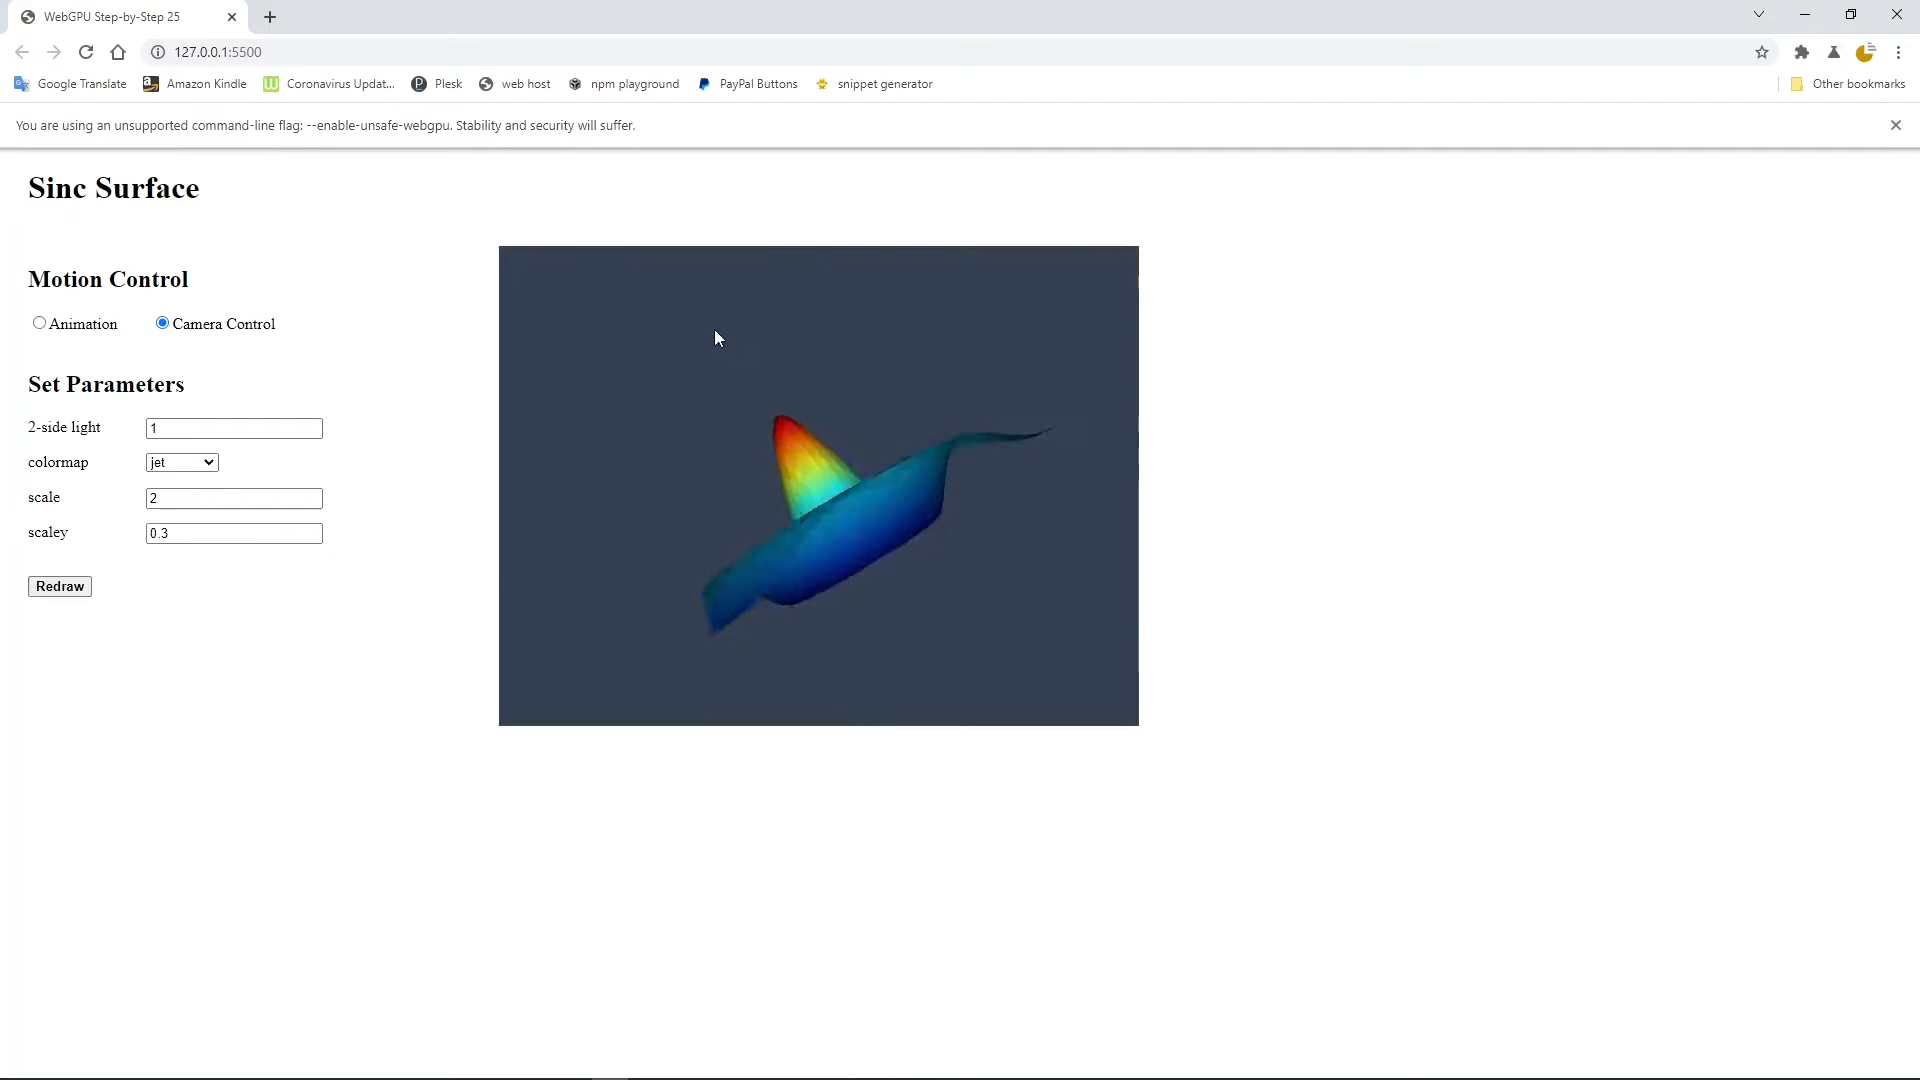 WebGPU Step-by-Step 25
127.0.0.1:5500
Google Translate Amazon Kindle Coronavirus Updat... Plesk web host npm playground PayPal Buttons snippet generator Other bookmarks
You are using an unsupported command-line flag: --enable-unsafe-webgpu. Stability and security will suffer.
Sinc Surface
Motion Control
Animation Camera Control
Set Parameters
2-side light 1
colormap jet
scale 2
scaley 0.3
Redraw